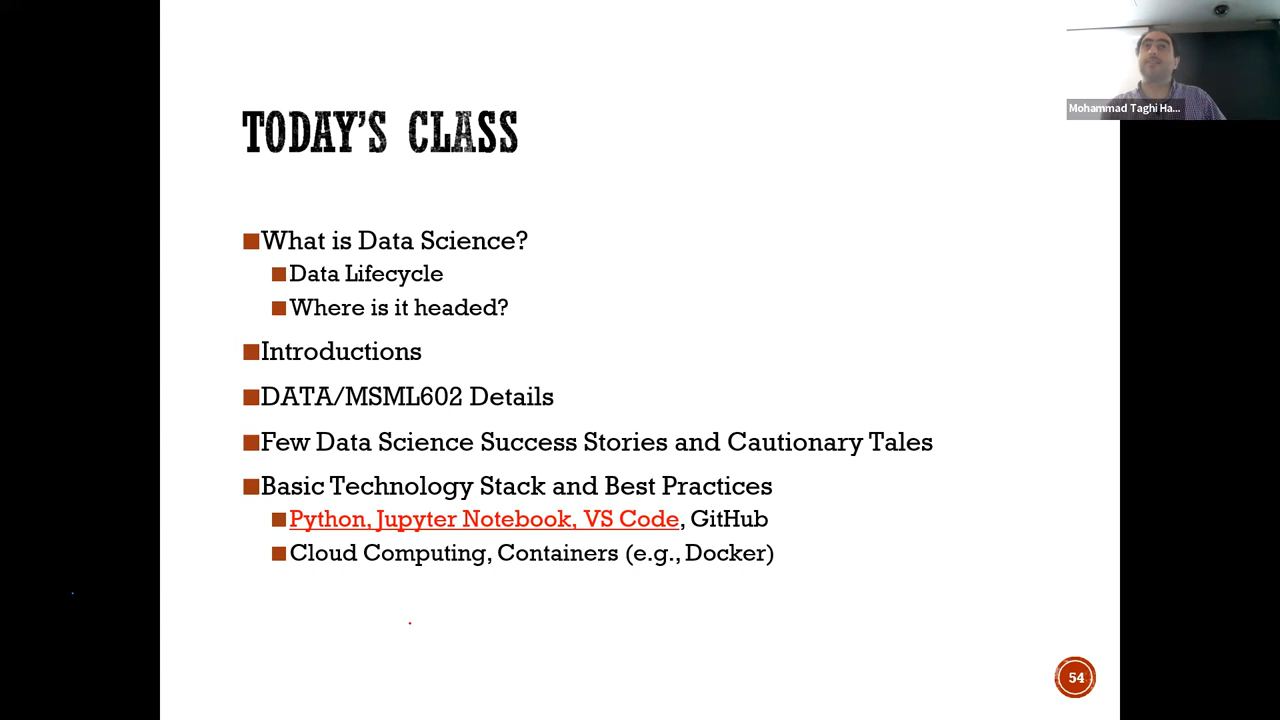 Mohammad Taghi Ha...
TODAY'S CLASS
What is Data Science?
Data Lifecycle
Where is it headed?
Introductions
DATA/MSML602 Details
Few Data Science Success Stories and Cautionary Tales
Basic Technology Stack and Best Practices
Python, Jupyter Notebook, VS Code, GitHub
Cloud Computing, Containers (e.g., Docker)
54